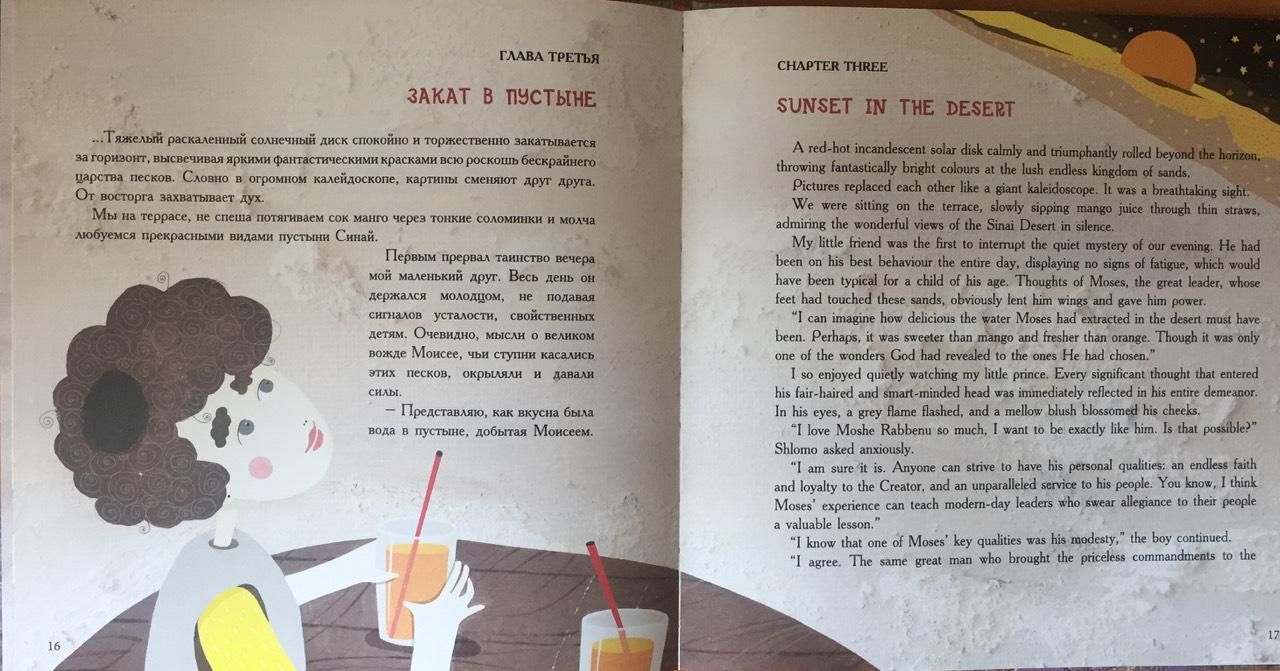 ГЛАВА ТРЕТЬЯ
ЗАКАТ В ПУСТЫНЕ
...Тяжелый раскаленный солнечный диск спокойно и торжественно закатывается
за горизонт, высвечивая яркими фантастическими красками всю роскошь бескрайнего
царства песков. Словно в огромном калейдоскопе, картины сменяют друг друга.
От восторга захватывает дух.
Мы на террасе, не спеша потягиваем сок манго через тонкие соломинки и молча
любуемся прекрасными видами пустыни Синай.
Первым прервал таинство вечера
мой маленький друг. Весь день он
держался молодцом, не подавая
сигналов усталости, свойственных
детям. Очевидно, мысли о великом
вожде Моисее, чьи ступни касались
этих песков, окрыляли и давали
силы.
— Представляю, как вкусна была
вода в пустыне, добытая Моисеем.
16
CHAPTER THREE
SUNSET IN THE DESERT
A red-hot incandescent solar disk calmly and triumphantly rolled beyond the horizon,
throwing fantastically bright colours at the lush endless kingdom of sands.
Pictures replaced each other like a giant kaleidoscope. It was a breathtaking sight.
We were sitting on the terrace, slowly sipping mango juice through thin straws,
admiring the wonderful views of the Sinai Desert in silence.
My little friend was the first to interrupt the quiet mystery of our evening. He had
been on his best behaviour the entire day, displaying no signs of fatigue, which would
have been typical for a child of his age. Thoughts of Moses, the great leader, whose
feet had touched these sands, obviously lent him wings and gave him power.
“I can imagine how delicious the water Moses had extracted in the desert must have
been. Perhaps, it was sweeter than mango and fresher than orange. Though it was only
one of the wonders God had revealed to the ones He had chosen.”
I so enjoyed quietly watching my little prince. Every significant thought that entered
his fair-haired and smart-minded head was immediately reflected in his entire demeanor.
In his eyes, a grey flame flashed, and a mellow blush blossomed his cheeks.
“I love Moshe Rabbenu so much, I want to be exactly like him. Is that possible?”
Shlomo asked anxiously.
“I am sure it is. Anyone can strive to have his personal qualities: an endless faith
and loyalty to the Creator, and an unparalleled service to his people. You know, I think
Moses’ experience can teach modern-day leaders who swear allegiance to their people
a valuable lesson.”
“I know that one of Moses’ key qualities was his modesty,” the boy continued.
“I agree. The same great man who brought the priceless commandments to the
17